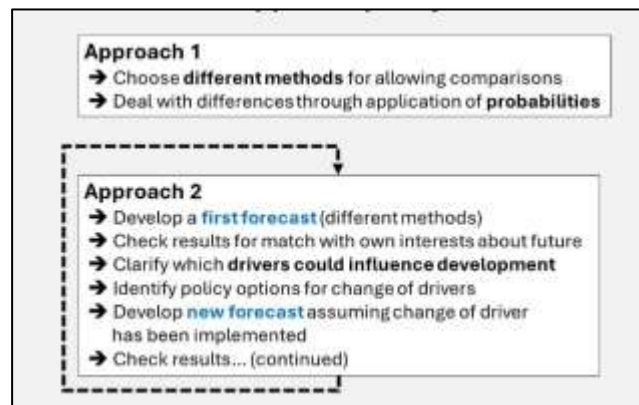 Approach 1
➔ Choose different methods for allowing comparisons
➔ Deal with differences through application of probabilities
Approach 2
➔ Develop a first forecast (different methods)
➔ Check results for match with own interests about future
➔ Clarify which drivers could influence development
➔ Identify policy options for change of drivers
➔ Develop new forecast assuming change of driver
has been implemented
➔ Check results... (continued)